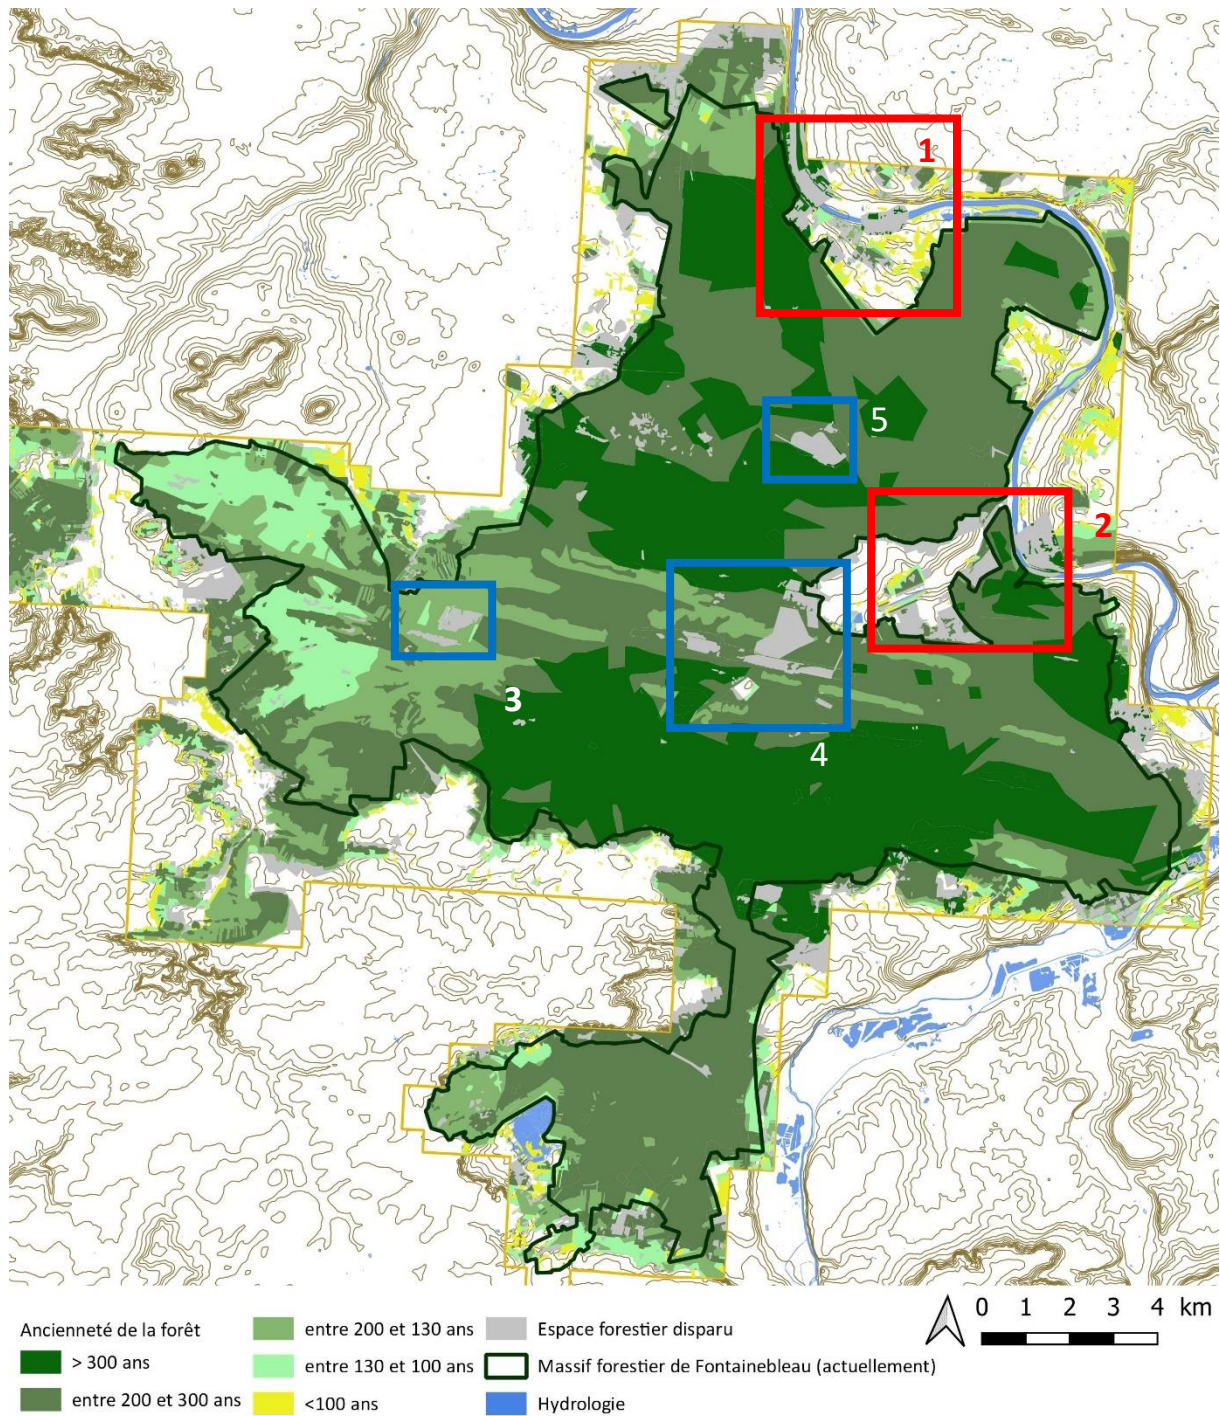 1
5
2
3
4
0 1 2 3 4 km
Ancienneté de la forêt
> 300 ans
entre 200 et 300 ans
entre 200 et 130 ans
entre 130 et 100 ans
<100 ans
Espace forestier disparu
Massif forestier de Fontainebleau (actuellement)
Hydrologie